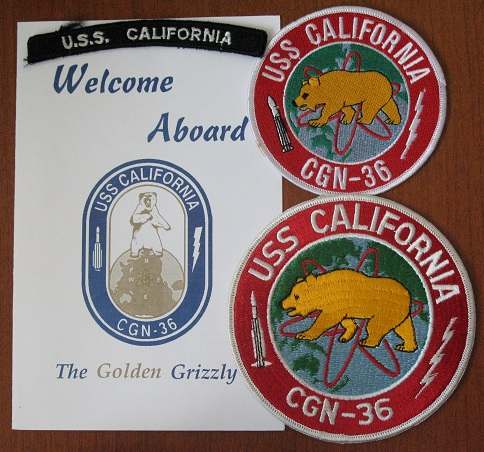 U.S.S. CALIFORNIA
Welcome
Aboard
USS CALIFORNIA
CGN-36
The Golden Grizzly
USS CALIFORNIA
CGN-36
USS CALIFORNIA
CGN-36